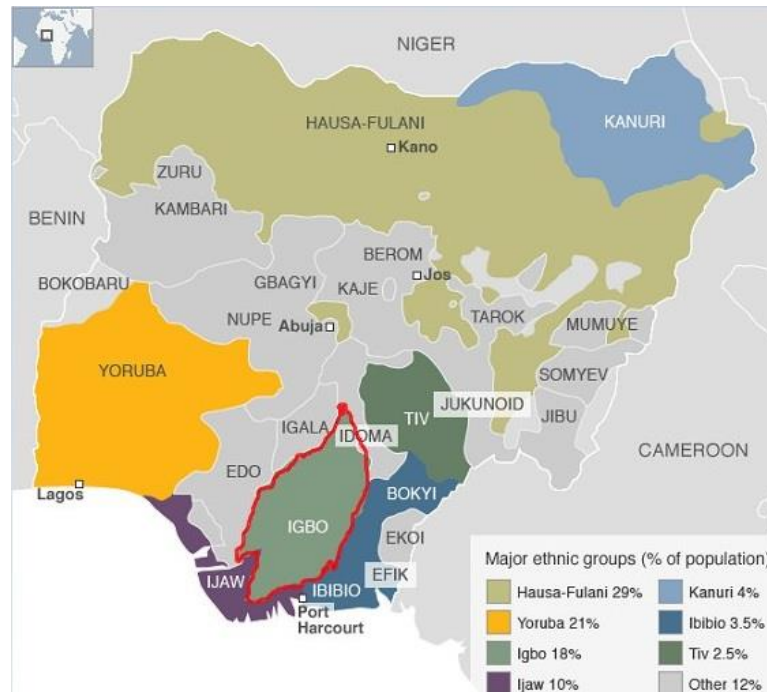 NIGER
HAUSA-FULANI
KANURI
Kano
ZURU
KAMBARI
BENIN
BEROM
GBAGYI
Jos
BOKOBARU
KAJE
NUPE
TAROK
Abuja
MUMUYE
YORUBA
SOMYEV
JUKUNOID
TIV
JIBU
IGALA
IDOMA
CAMEROON
EDO
Lagos
BOKYI
IGBO
EKOI
IJAW
EFIK
IBIBIO
Port
Harcourt
Major ethnic groups (% of population)
Hausa-Fulani 29%
Kanuri 4%
Yoruba 21%
Ibibio 3.5%
Igbo 18%
Tiv 2.5%
Ijaw 10%
Other 12%